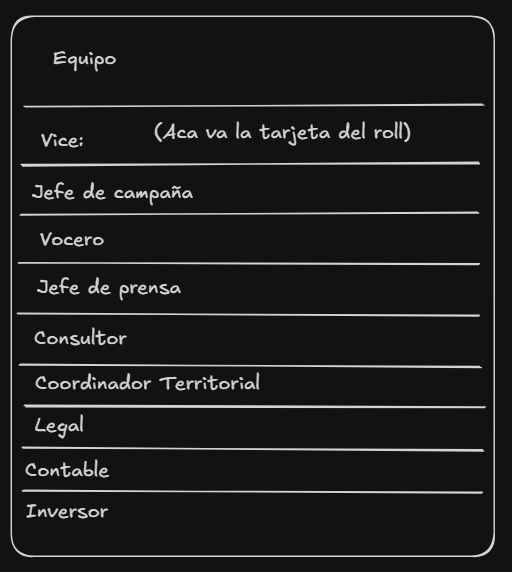 Equipo
Vice: (Aca va la tarjeta del roll)
Jefe de campaña
Vocero
Jefe de prensa
Consultor
Coordinador Territorial
Legal
Contable
Inversor